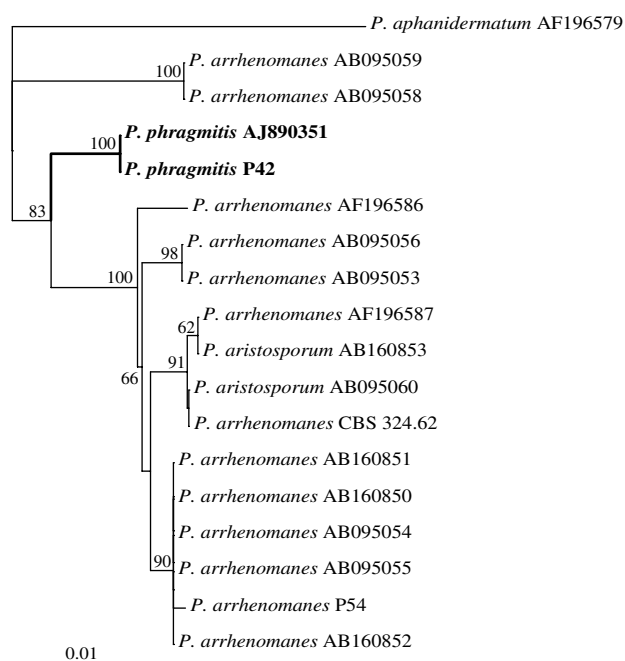 P. aphanidermatum AF196579
P. arrhenomanes AB095059
100
P. arrhenomanes AB095058
P. phragmitis AJ890351
100
P. phragmitis P42
P. arrhenomanes AF196586
83
P. arrhenomanes AB095056
98
P. arrhenomanes AB095053
100
P. arrhenomanes AF196587
62
P. aristosporum AB160853
91
66
P. aristosporum AB095060
P. arrhenomanes CBS 324.62
P. arrhenomanes AB160851
P. arrhenomanes AB160850
P. arrhenomanes AB095054
90
P. arrhenomanes AB095055
P. arrhenomanes P54
P. arrhenomanes AB160852
0.01